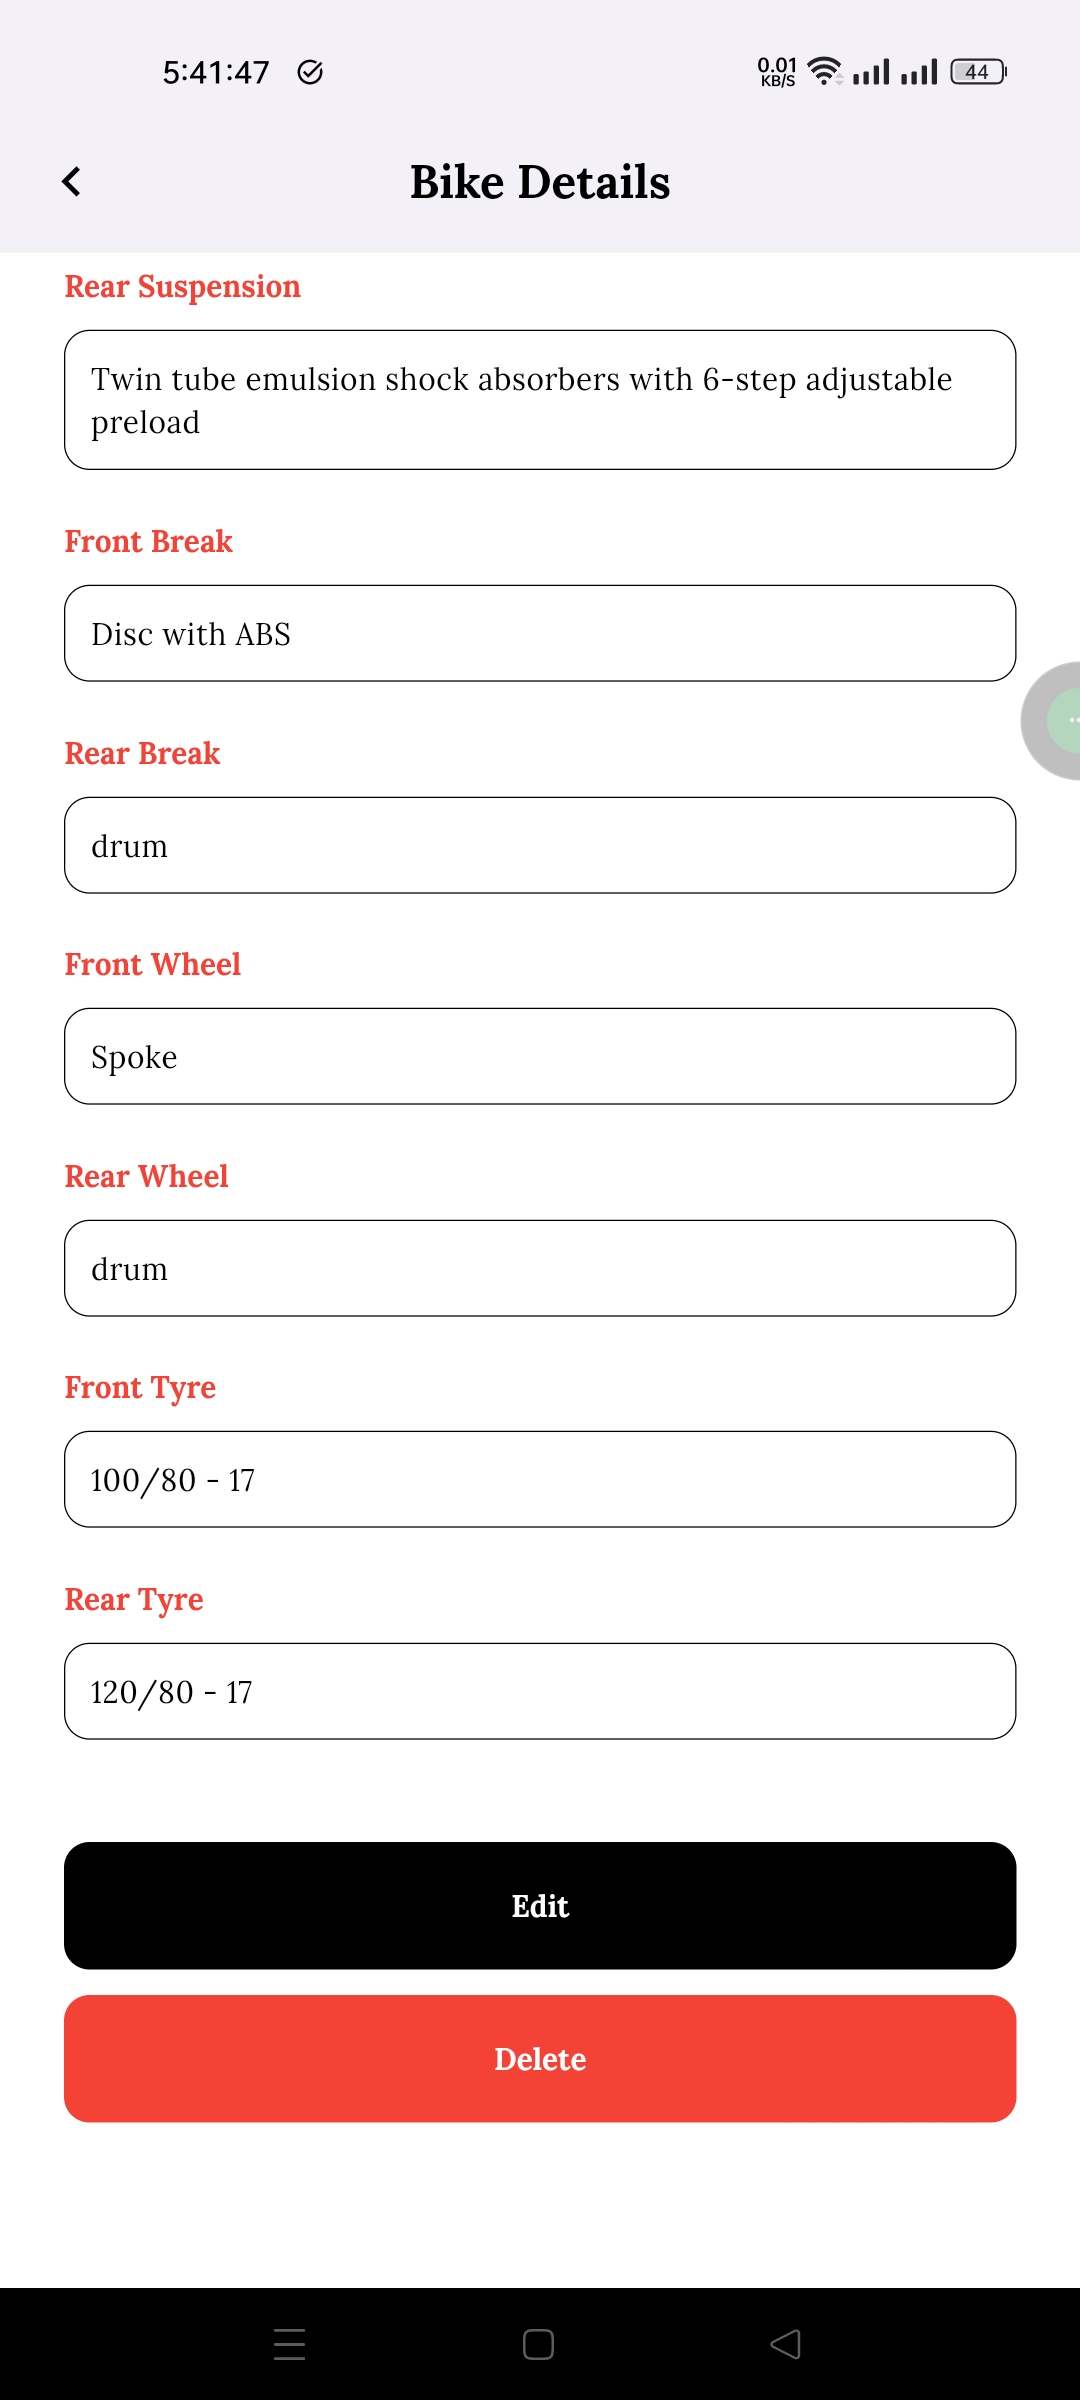 5:41:47
0.01
KB/S
44
Bike Details
Rear Suspension
Twin tube emulsion shock absorbers with 6-step adjustable
preload
Front Break
Disc with ABS
Rear Break
drum
Front Wheel
Spoke
Rear Wheel
drum
Front Tyre
100/80 - 17
Rear Tyre
120/80 - 17
Edit
Delete